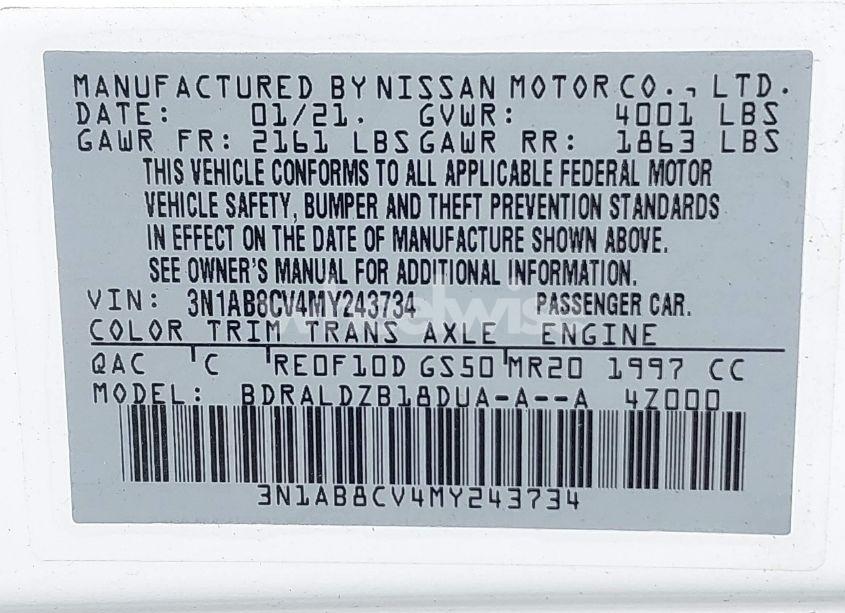 MANUFACTURED BY NISSAN MOTOR CO., LTD.
DATE: 01/21. GVWR: 4001 LBS
GAWR FR: 2161 LBS GAWR RR: 1863 LBS
THIS VEHICLE CONFORMS TO ALL APPLICABLE FEDERAL MOTOR
VEHICLE SAFETY, BUMPER AND THEFT PREVENTION STANDARDS
IN EFFECT ON THE DATE OF MANUFACTURE SHOWN ABOVE.
SEE OWNER'S MANUAL FOR ADDITIONAL INFORMATION.
VIN: 3N1AB8CV4MY243734 PASSENGER CAR.
COLOR TRIM TRANS AXLE ENGINE
QAC C RE0F10D GS50 MR20 1997 CC
MODEL: BDRALDZB18DUA-A--A 4Z000
3N1AB8CV4MY243734